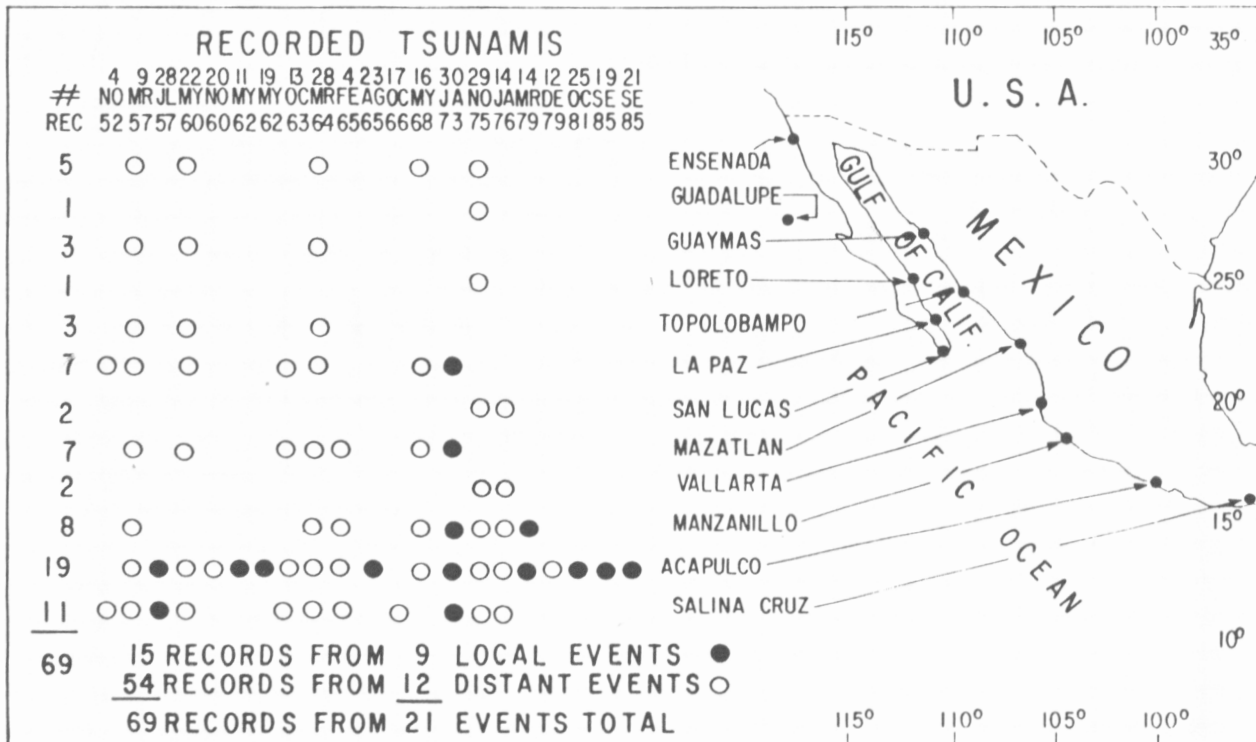 RECORDED TSUNAMIS
4 9 28 22 20 11 19 13 28 4 23 17 16 30 29 14 14 12 25 19 21
# NO MR JL MY NO MY MY OC MR FE AG OC MY JA NO JA MR DE OC SE SE
REC 52 57 57 60 60 62 62 63 64 65 65 66 68 73 75 76 79 79 81 85 85
5
1
3
1
3
7
2
7
2
8
19
11
69
15 RECORDS FROM 9 LOCAL EVENTS
54 RECORDS FROM 12 DISTANT EVENTS
69 RECORDS FROM 21 EVENTS TOTAL
115° 110° 105° 100° 35°
U.S.A.
30°
25°
20°
15°
10°
ENSENADA
GUADALUPE
GUAYMAS
LORETO
TOPOLOBAMPO
LA PAZ
SAN LUCAS
MAZATLAN
VALLARTA
MANZANILLO
ACAPULCO
SALINA CRUZ
GULF OF CALIF.
MEXICO
PACIFIC OCEAN
115° 110° 105° 100°